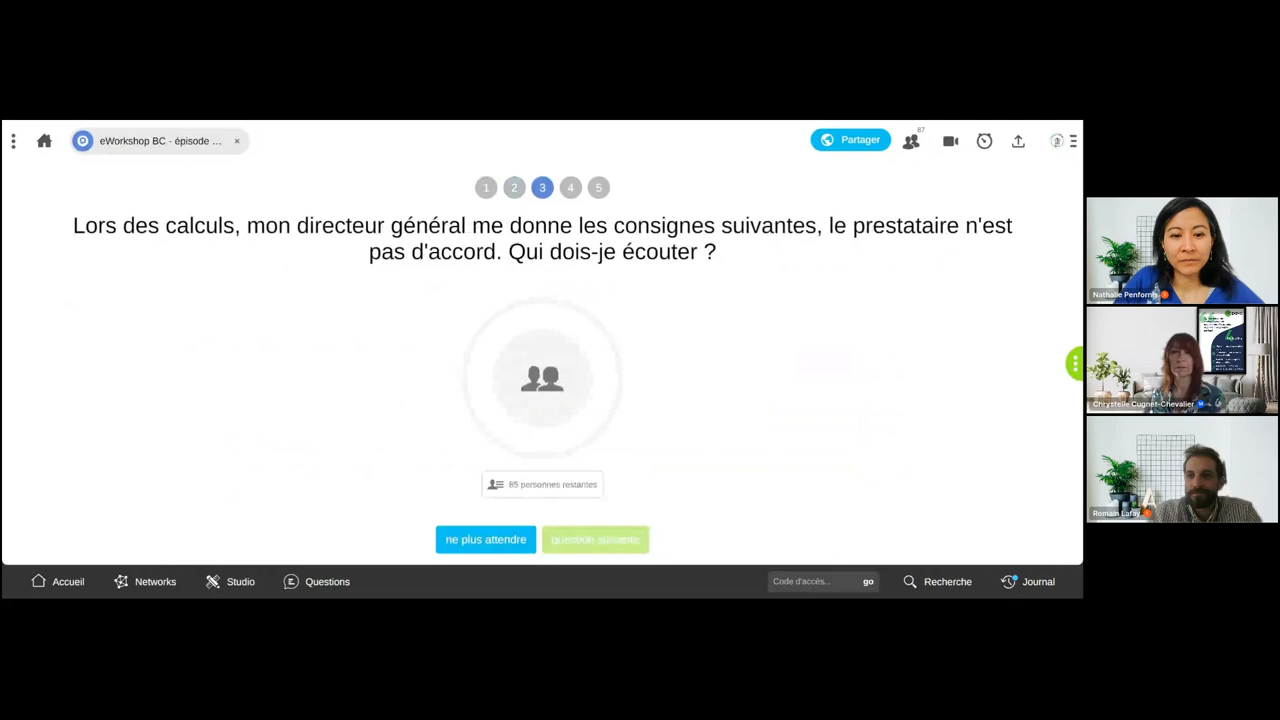 eWorkshop BC - épisode ...
Partager
87
1 2 3 4 5
Lors des calculs, mon directeur général me donne les consignes suivantes, le prestataire n'est
pas d'accord. Qui dois-je écouter ?
85 personnes restantes
ne plus attendre
question suivante
Accueil
Networks
Studio
Questions
Code d'accès...
go
Recherche
Journal
Nathalie Penfornis
Chrystelle Cugnet-Chevalier
Romain Lafay